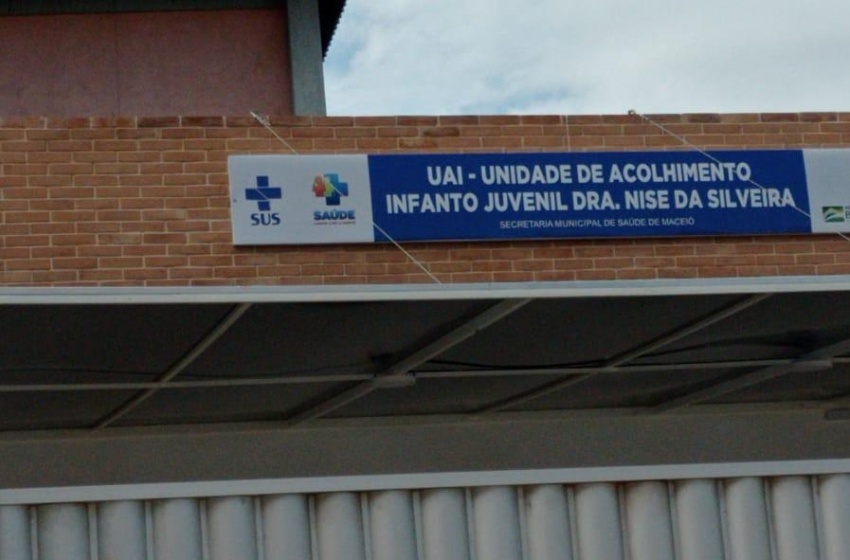 SUS
SAÚDE
UAI - UNIDADE DE ACOLHIMENTO
INFANTO JUVENIL DRA. NISE DA SILVEIRA
SECRETARIA MUNICIPAL DE SAÚDE DE MACEIÓ